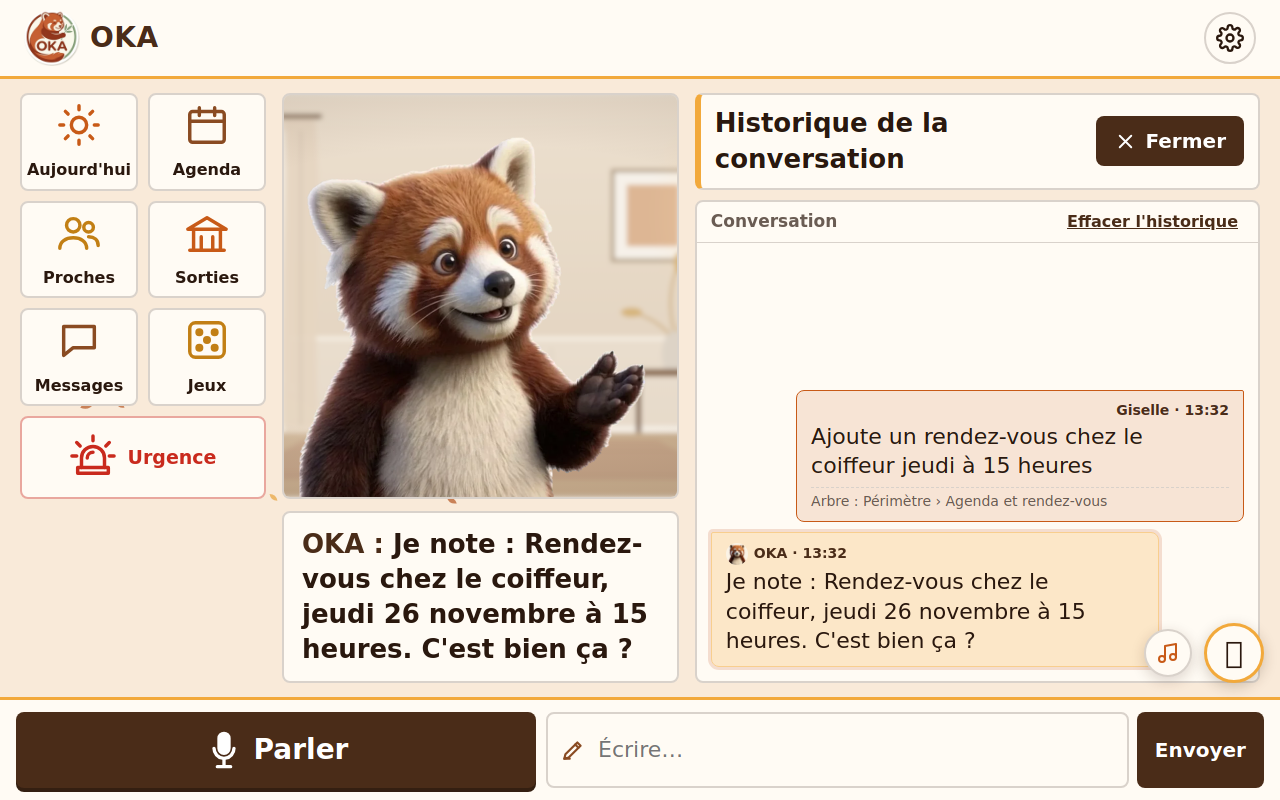 OKA
OKA
Aujourd'hui
Agenda
Proches
Sorties
Messages
Jeux
Urgence
OKA : Je note : Rendez-
vous chez le coiffeur,
jeudi 26 novembre à 15
heures. C'est bien ça ?
Historique de la
conversation
Fermer
Conversation
Effacer l'historique
Giselle · 13:32
Ajoute un rendez-vous chez le
coiffeur jeudi à 15 heures
Arbre : Périmètre › Agenda et rendez-vous
OKA · 13:32
Je note : Rendez-vous chez le
coiffeur, jeudi 26 novembre à 15
heures. C'est bien ça ?
Parler
Écrire...
Envoyer